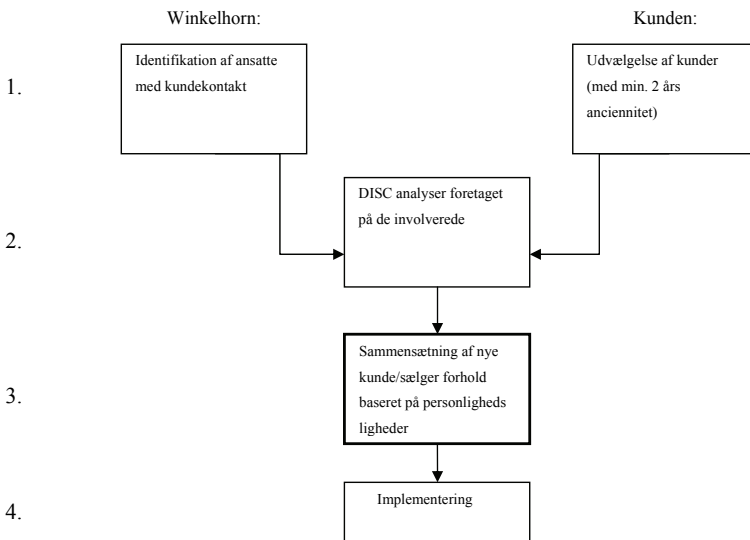 Winkelhorn:
Kunden:
1.
Identifikation af ansatte
med kundekontakt
Udvælgelse af kunder
(med min. 2 års
anciennitet)
2.
DISC analyser foretaget
på de involverede
3.
Sammensætning af nye
kunde/sælger forhold
baseret på personligheds
ligheder
4.
Implementering